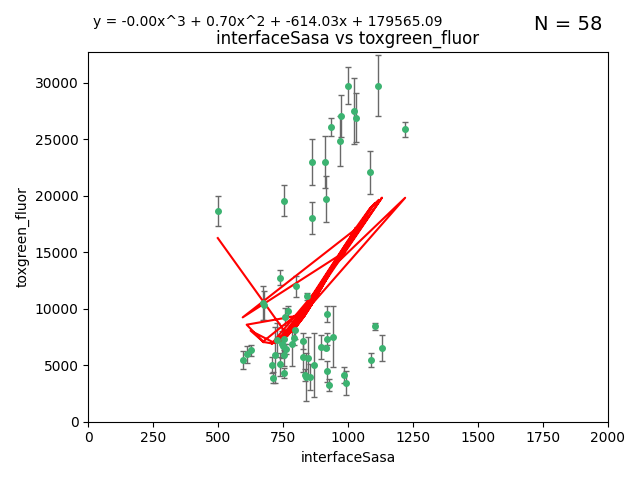 y = -0.00x^3 + 0.70x^2 + -614.03x + 179565.09
N = 58
interfaceSasa vs toxgreen_fluor
toxgreen_fluor
30000
25000
20000
15000
10000
5000
0
0 250 500 750 1000 1250 1500 1750 2000
interfaceSasa